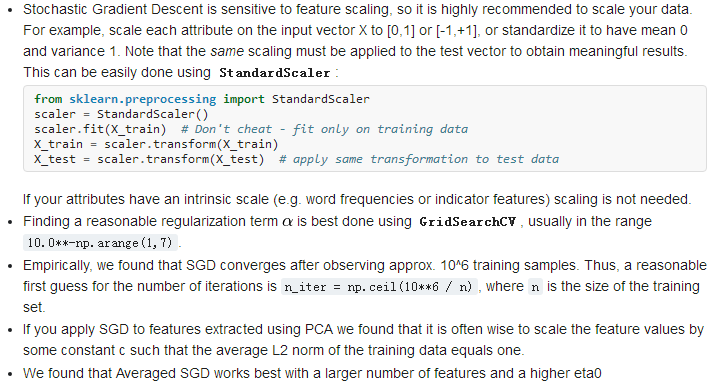 • Stochastic Gradient Descent is sensitive to feature scaling, so it is highly recommended to scale your data.
For example, scale each attribute on the input vector X to [0,1] or [-1,+1], or standardize it to have mean 0
and variance 1. Note that the same scaling must be applied to the test vector to obtain meaningful results.
This can be easily done using StandardScaler :
from sklearn.preprocessing import StandardScaler
scaler = StandardScaler()
scaler.fit(X_train)  # Don't cheat - fit only on training data
X_train = scaler.transform(X_train)
X_test = scaler.transform(X_test)  # apply same transformation to test data
If your attributes have an intrinsic scale (e.g. word frequencies or indicator features) scaling is not needed.
• Finding a reasonable regularization term α is best done using GridSearchCV , usually in the range
10.0**-np.arange(1,7) .
• Empirically, we found that SGD converges after observing approx. 10^6 training samples. Thus, a reasonable
first guess for the number of iterations is n_iter = np.ceil(10**6 / n) , where n is the size of the training
set.
• If you apply SGD to features extracted using PCA we found that it is often wise to scale the feature values by
some constant c such that the average L2 norm of the training data equals one.
• We found that Averaged SGD works best with a larger number of features and a higher eta0